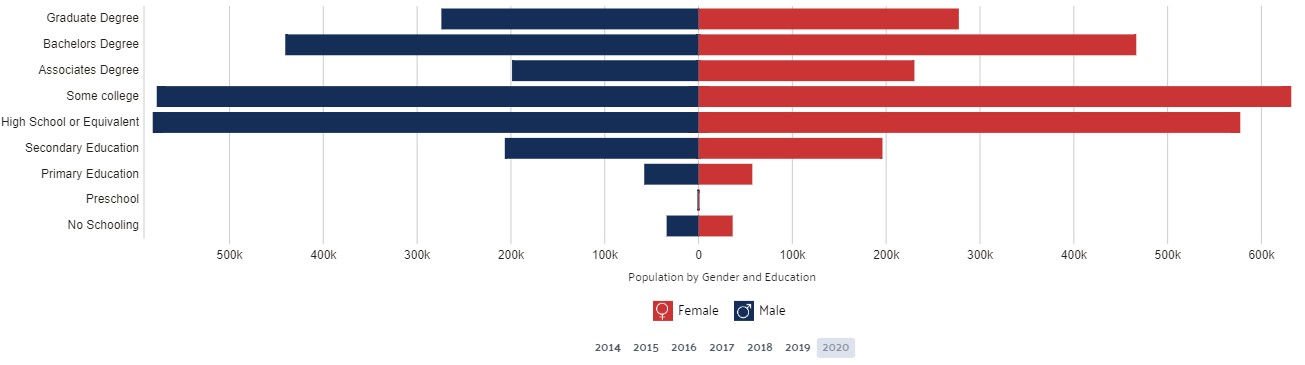 Graduate Degree
Bachelors Degree
Associates Degree
Some college
High School or Equivalent
Secondary Education
Primary Education
Preschool
No Schooling
500k 400k 300k 200k 100k 0 100k 200k 300k 400k 500k 600k
Population by Gender and Education
Female Male
2014 2015 2016 2017 2018 2019 2020